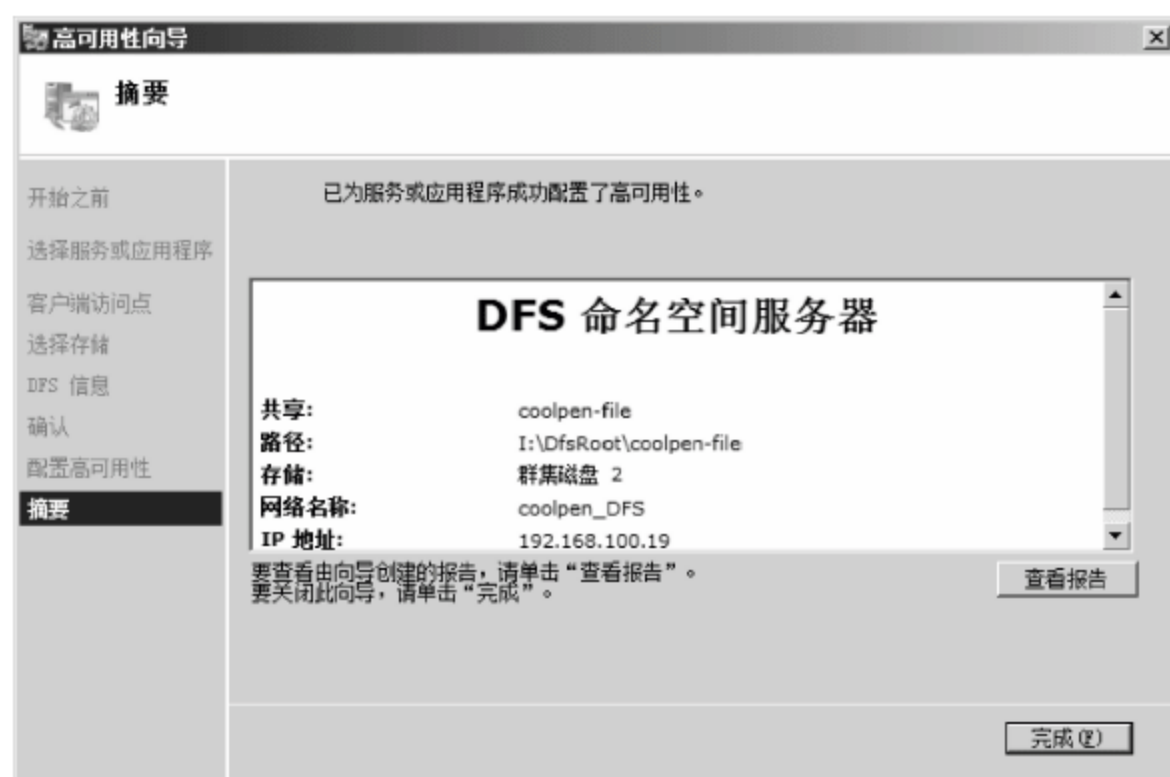 高可用性向导
摘要
开始之前
选择服务或应用程序
客户端访问点
选择存储
DFS 信息
确认
配置高可用性
摘要
已为服务或应用程序成功配置了高可用性。
DFS 命名空间服务器
共享: coolpen-file
路径: I:\DfsRoot\coolpen-file
存储: 群集磁盘 2
网络名称: coolpen_DFS
IP 地址: 192.168.100.19
要查看由向导创建的报告，请单击“查看报告”。
要关闭此向导，请单击“完成”。
查看报告
完成(F)